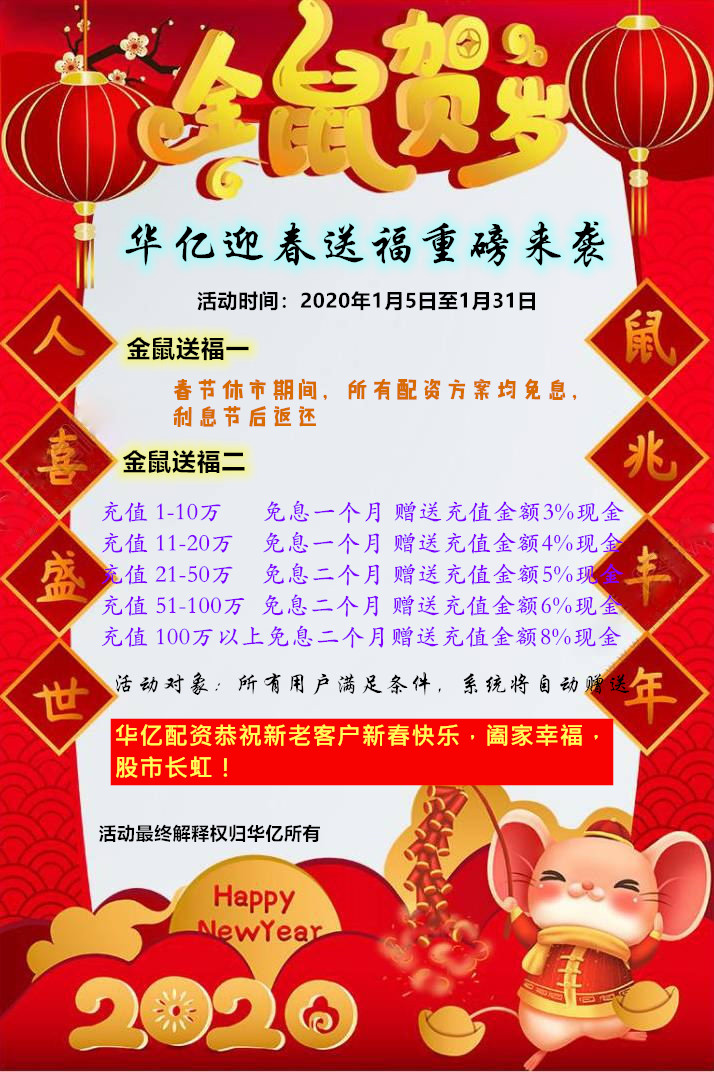 金鼠贺岁
华亿迎春送福重磅来袭
活动时间：2020年1月5日至1月31日
金鼠送福一
春节休市期间，所有配资方案均免息，
利息节后返还
金鼠送福二
充值 1-10万 免息一个月 赠送充值金额3%现金
充值 11-20万 免息一个月 赠送充值金额4%现金
充值 21-50万 免息二个月 赠送充值金额5%现金
充值 51-100万 免息二个月 赠送充值金额6%现金
充值 100万以上免息二个月赠送充值金额8%现金
活动对象：所有用户满足条件，系统将自动赠送
人喜盛世
鼠兆丰年
华亿配资恭祝新老客户新春快乐，阖家幸福，
股市长虹！
活动最终解释权归华亿所有
Happy
NewYear
2020